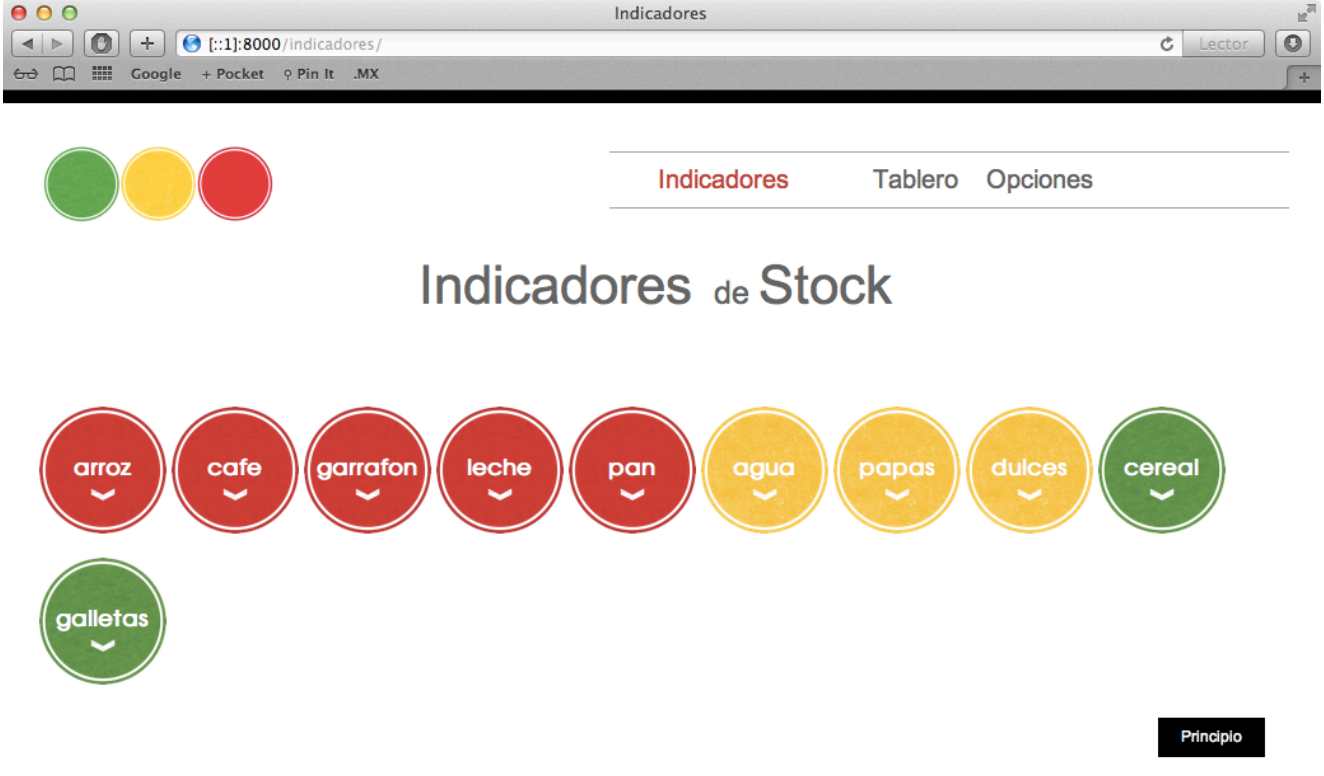 Indicadores
[::1]:8000/indicadores/
Lector
Google + Pocket Pin It .MX
Indicadores Tablero Opciones
Indicadores de Stock
arroz cafe garrafon leche pan agua papas dulces cereal
galletas
Principio